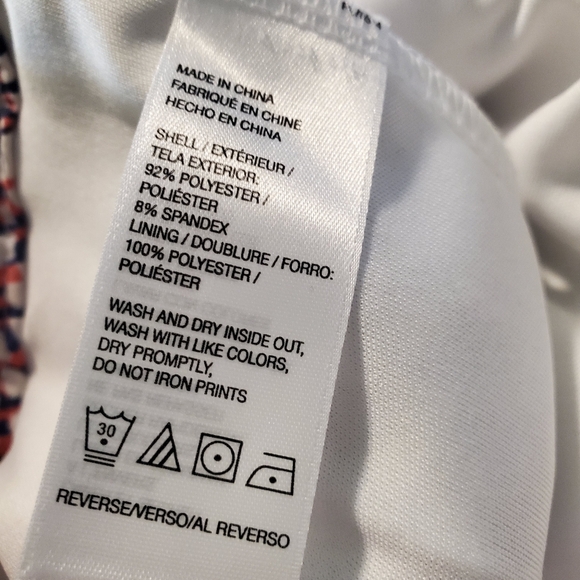 MADE IN CHINA
FABRIQUÉ EN CHINE
HECHO EN CHINA
SHELL / EXTÉRIEUR /
TELA EXTERIOR:
92% POLYESTER /
POLIÉSTER
8% SPANDEX
LINING / DOUBLURE / FORRO:
100% POLYESTER /
POLIÉSTER
WASH AND DRY INSIDE OUT,
WASH WITH LIKE COLORS,
DRY PROMPTLY,
DO NOT IRON PRINTS
30
REVERSE/VERSO/AL REVERSO